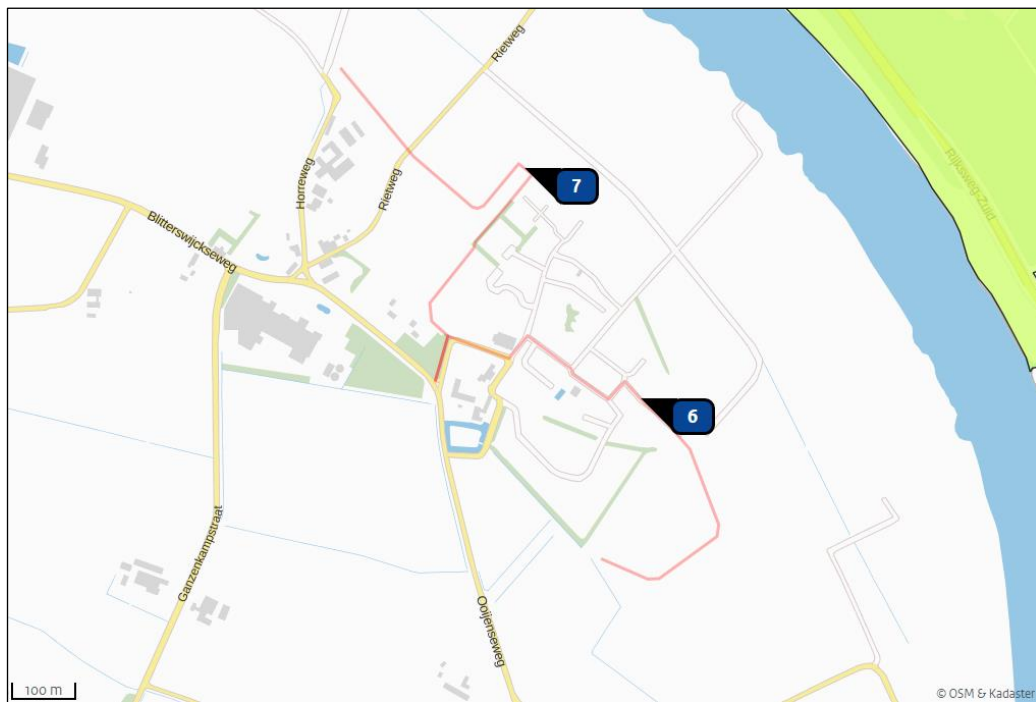 Rietweg
Rijksweg-Zuid
Horreweg
Rietweg
7
Blitterswijckseweg
6
Ganzenkampstraat
Ooijenseweg
100 m
© OSM & Kadaster